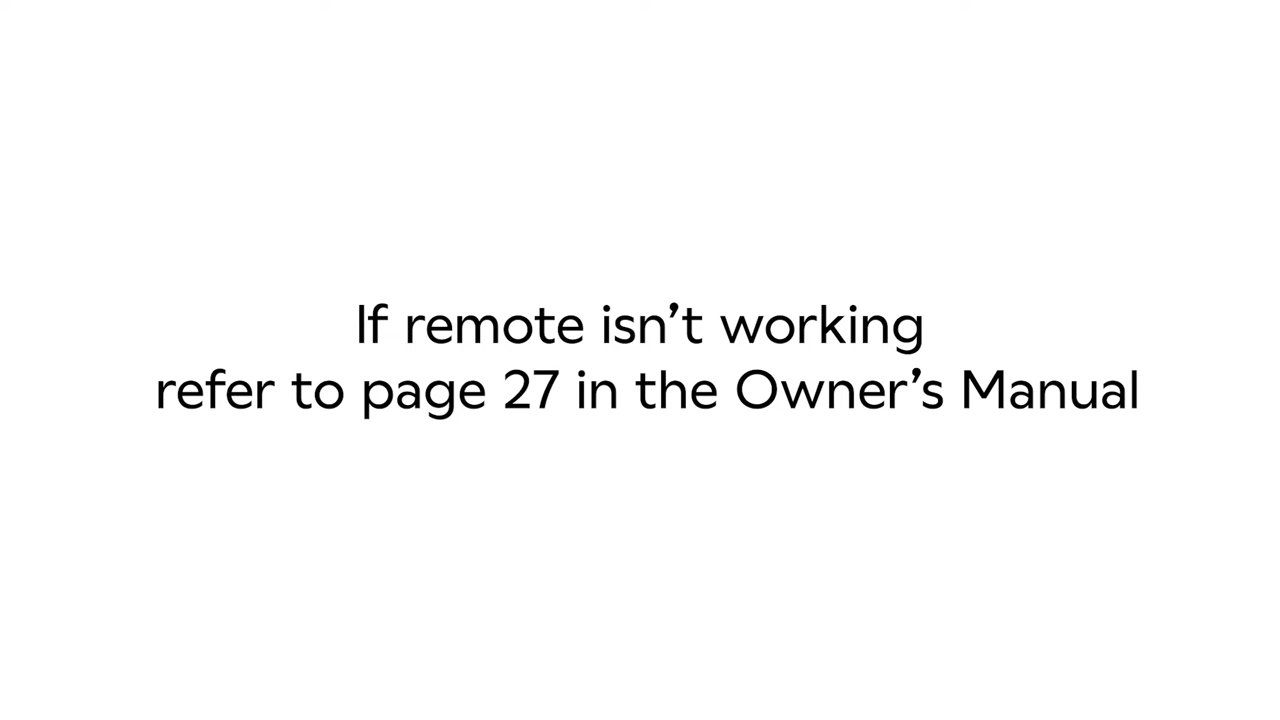 If remote isn’t working
refer to page 27 in the Owner’s Manual